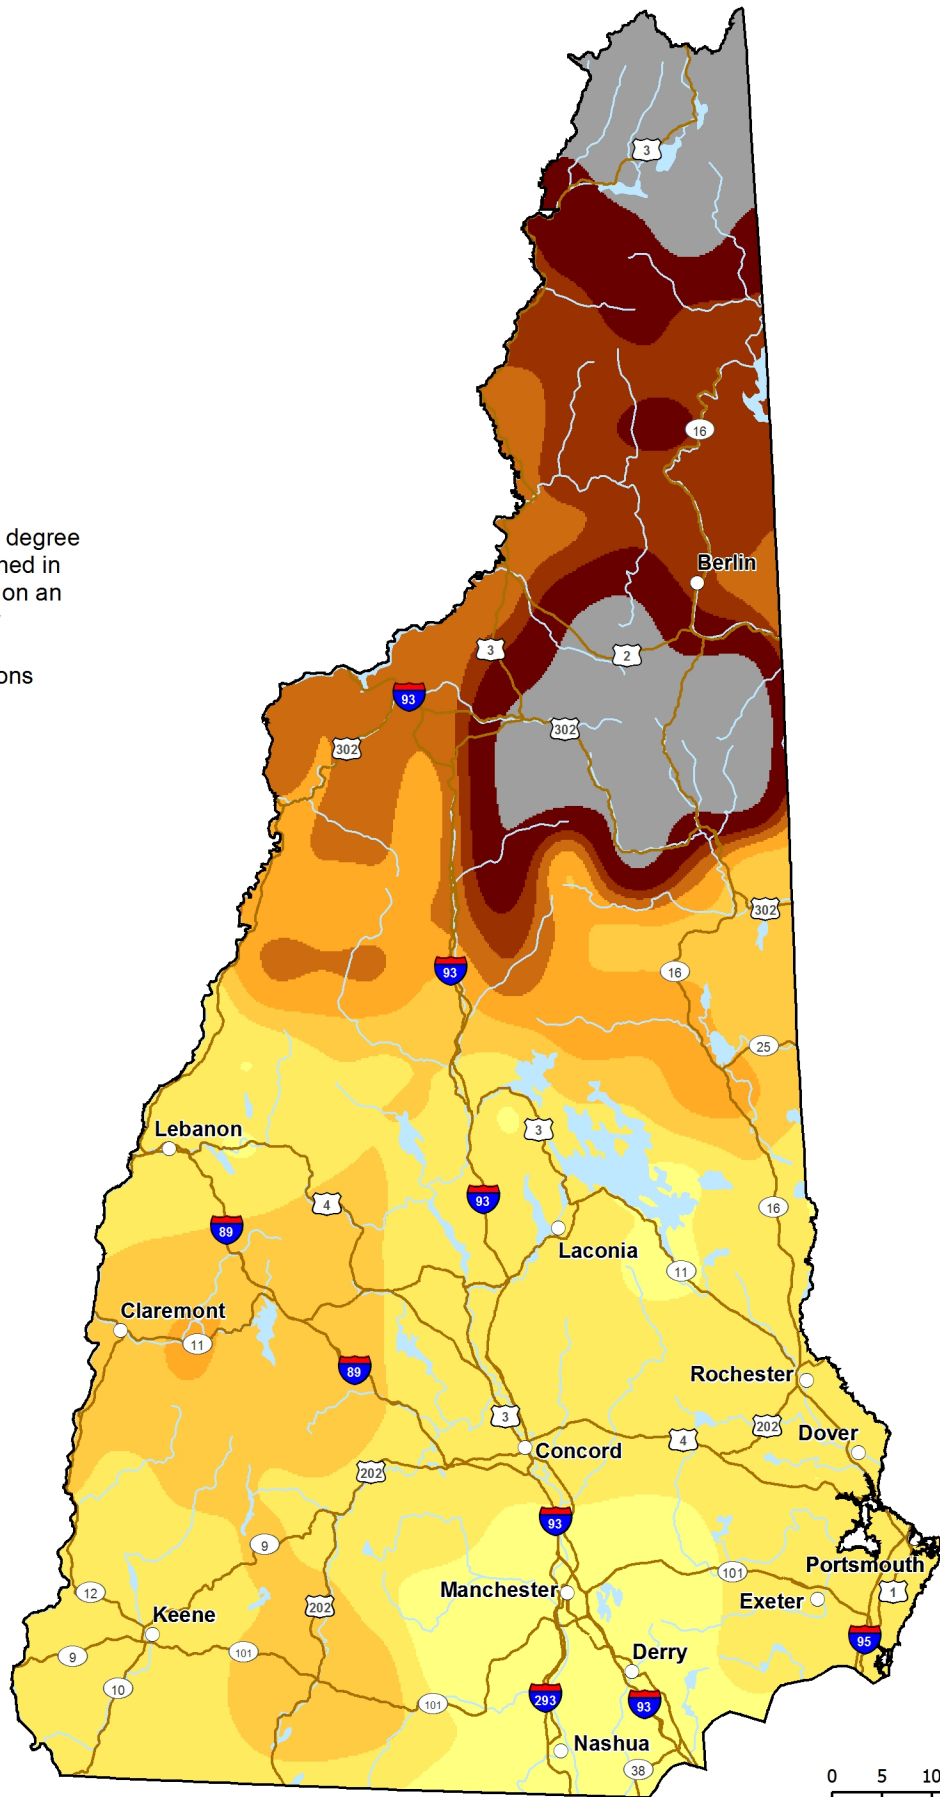 3
16
degree
ned in
on an
ons
Berlin
3
2
93
302
302
302
93
16
25
Lebanon
3
4
93
16
89
Laconia
11
Claremont
11
89
Rochester
3
202
Dover
4
Concord
202
93
9
Portsmouth
101
12
Manchester
1
Exeter
202
Keene
95
101
9
Derry
10
293
93
101
Nashua
38
0 5 10